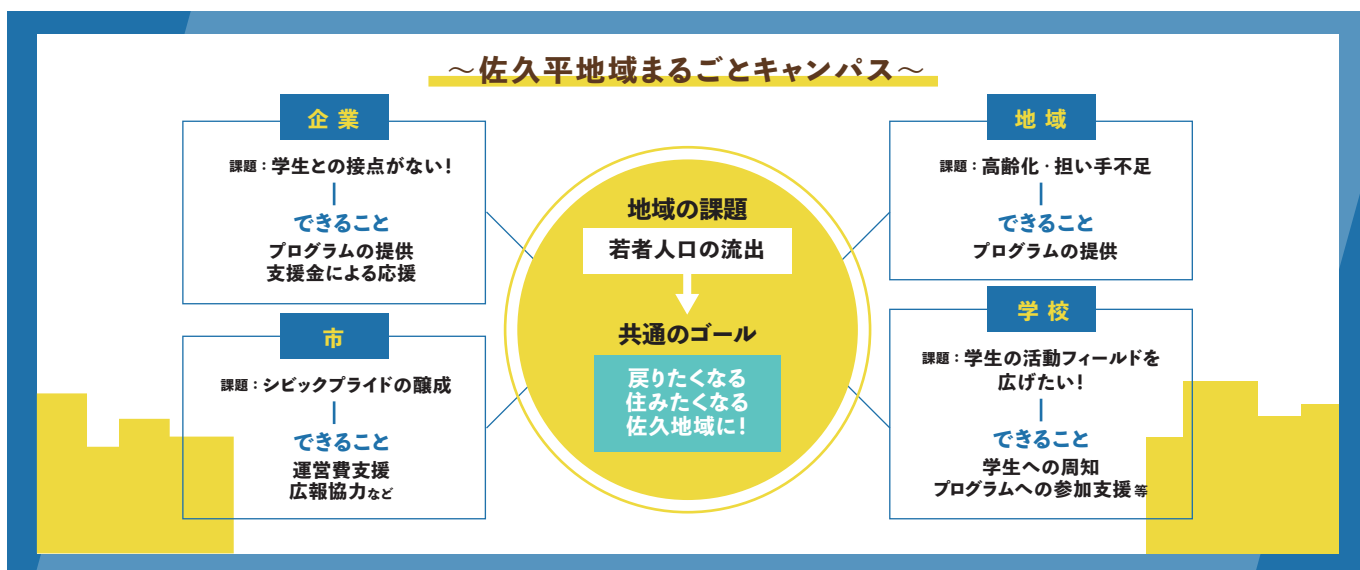 ～佐久平地域まるごとキャンパス～
企業
課題：学生との接点がない！
できること
プログラムの提供
支援金による応援
市
課題：シビックプライドの醸成
できること
運営費支援
広報協力など
地域の課題
若者人口の流出
共通のゴール
戻りたくなる
住みたくなる
佐久地域に！
地域
課題：高齢化・担い手不足
できること
プログラムの提供
学校
課題：学生の活動フィールドを
広げたい！
できること
学生への周知
プログラムへの参加支援等